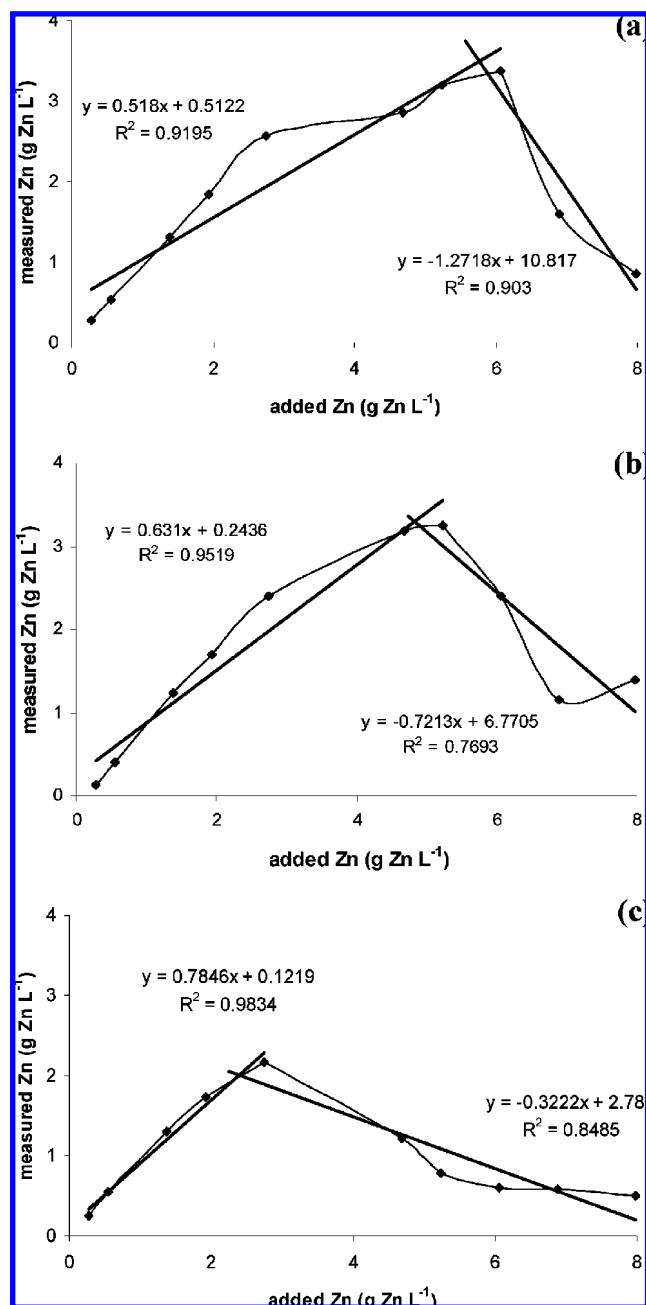 (a)
4
3
2
1
0
measured Zn (g Zn L⁻¹)
y = 0.518x + 0.5122
R² = 0.9195
y = -1.2718x + 10.817
R² = 0.903
0 2 4 6 8
added Zn (g Zn L⁻¹)
(b)
4
3
2
1
0
measured Zn (g Zn L⁻¹)
y = 0.631x + 0.2436
R² = 0.9519
y = -0.7213x + 6.7705
R² = 0.7693
0 2 4 6 8
added Zn (g Zn L⁻¹)
(c)
4
3
2
1
0
measured Zn (g Zn L⁻¹)
y = 0.7846x + 0.1219
R² = 0.9834
y = -0.3222x + 2.78
R² = 0.8485
0 2 4 6 8
added Zn (g Zn L⁻¹)